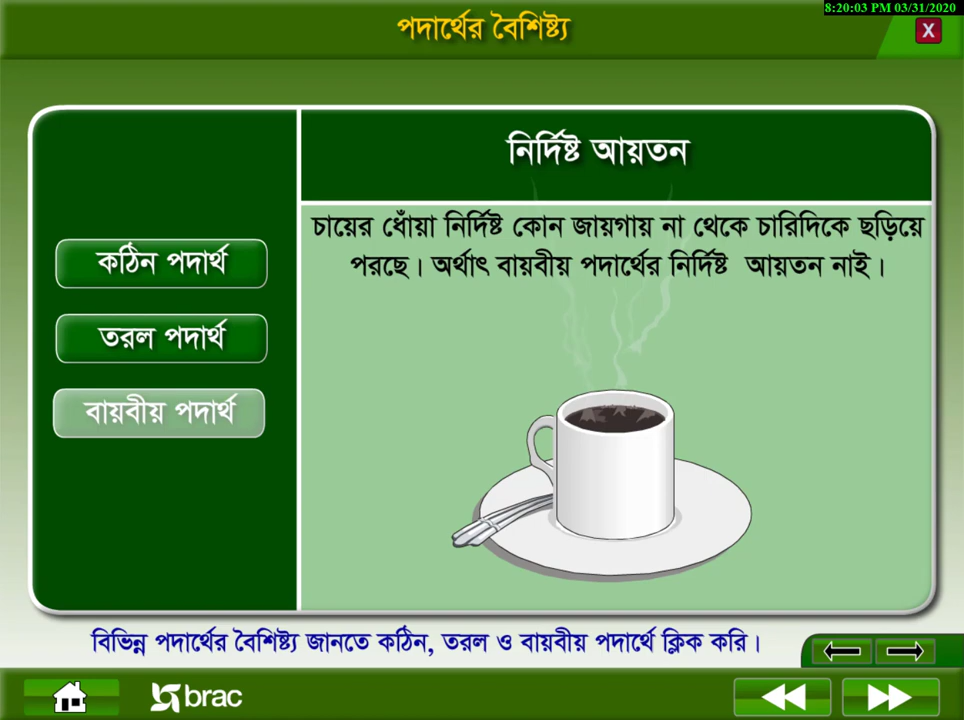 8:20:03 PM 03/31/2020
পদার্থের বৈশিষ্ট্য
X
নির্দিষ্ট আয়তন
চায়ের ধোঁয়া নির্দিষ্ট কোন জায়গায় না থেকে চারিদিকে ছড়িয়ে
পরছে। অর্থাৎ বায়বীয় পদার্থের নির্দিষ্ট আয়তন নাই।
কঠিন পদার্থ
তরল পদার্থ
বায়বীয় পদার্থ
বিভিন্ন পদার্থের বৈশিষ্ট্য জানতে কঠিন, তরল ও বায়বীয় পদার্থে ক্লিক করি।
brac